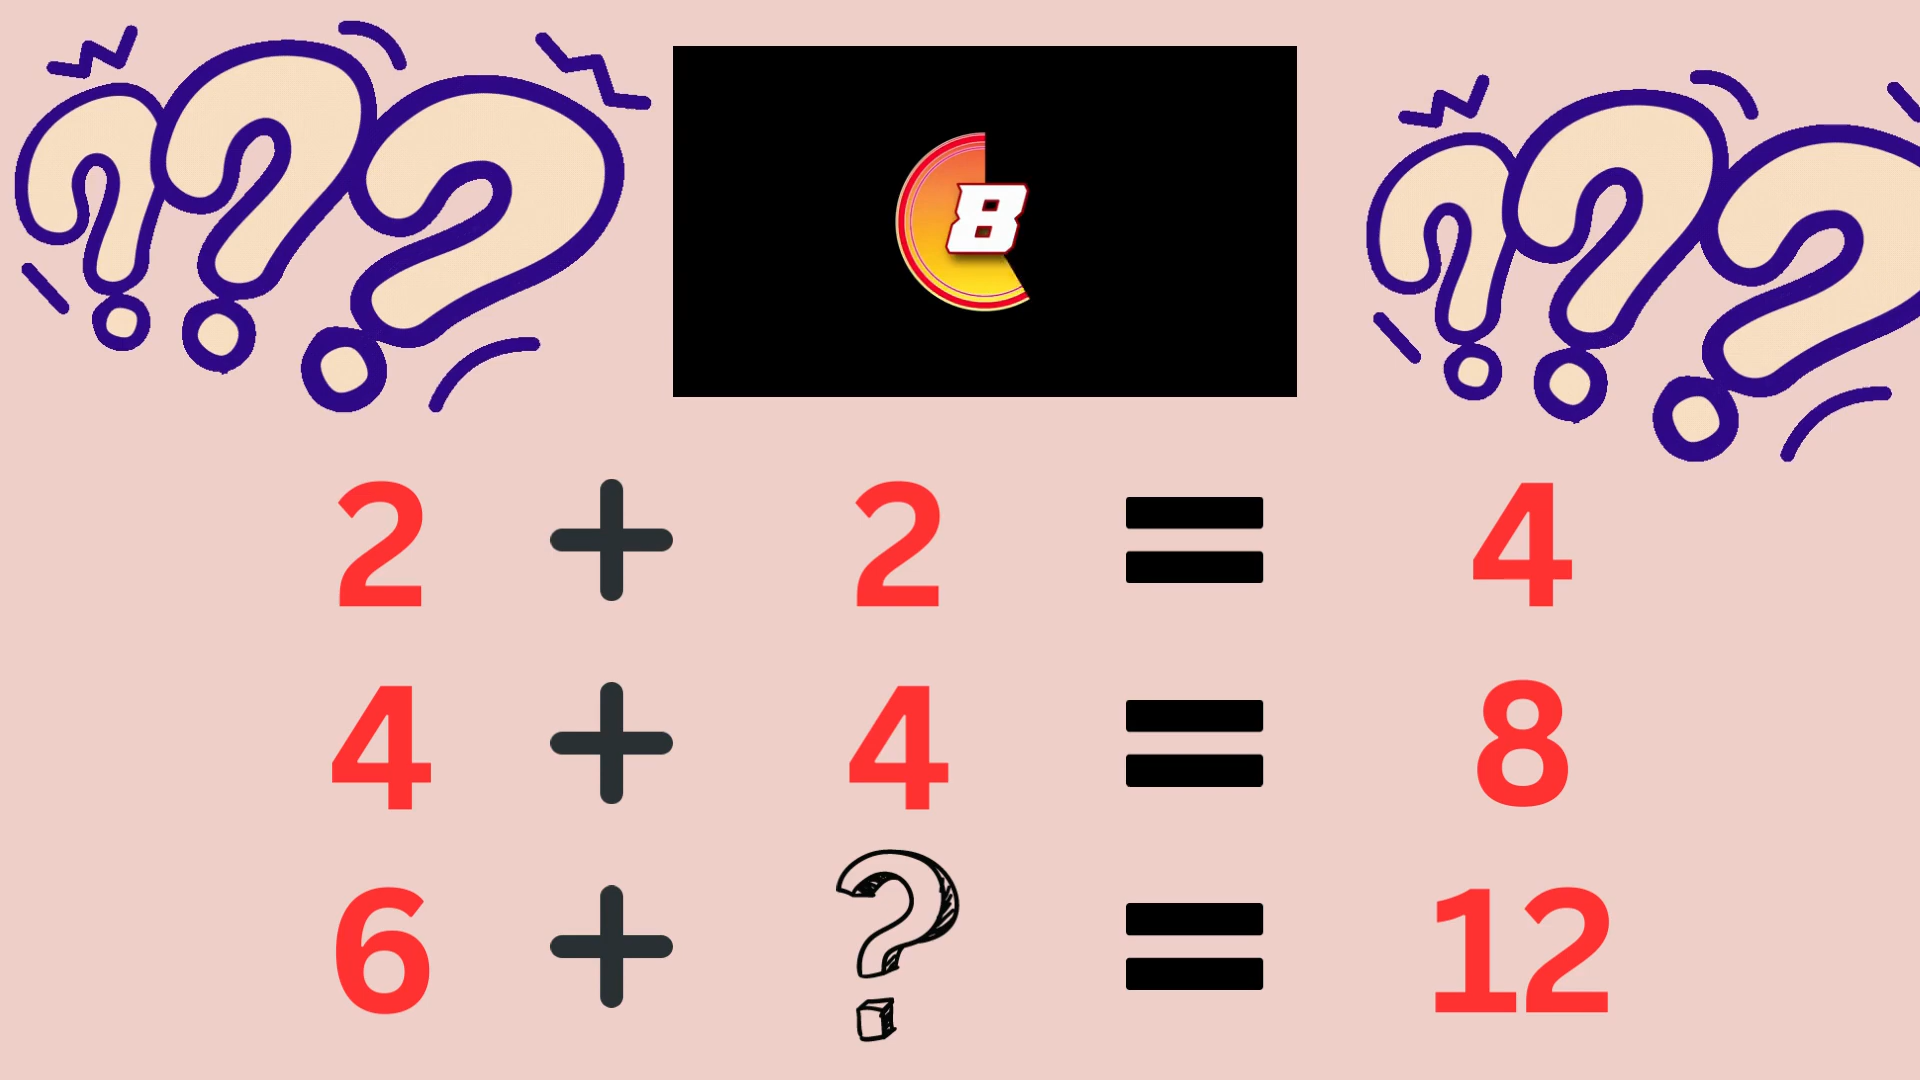 ???
8
???
2 + 2 = 4
4 + 4 = 8
6 + ? = 12